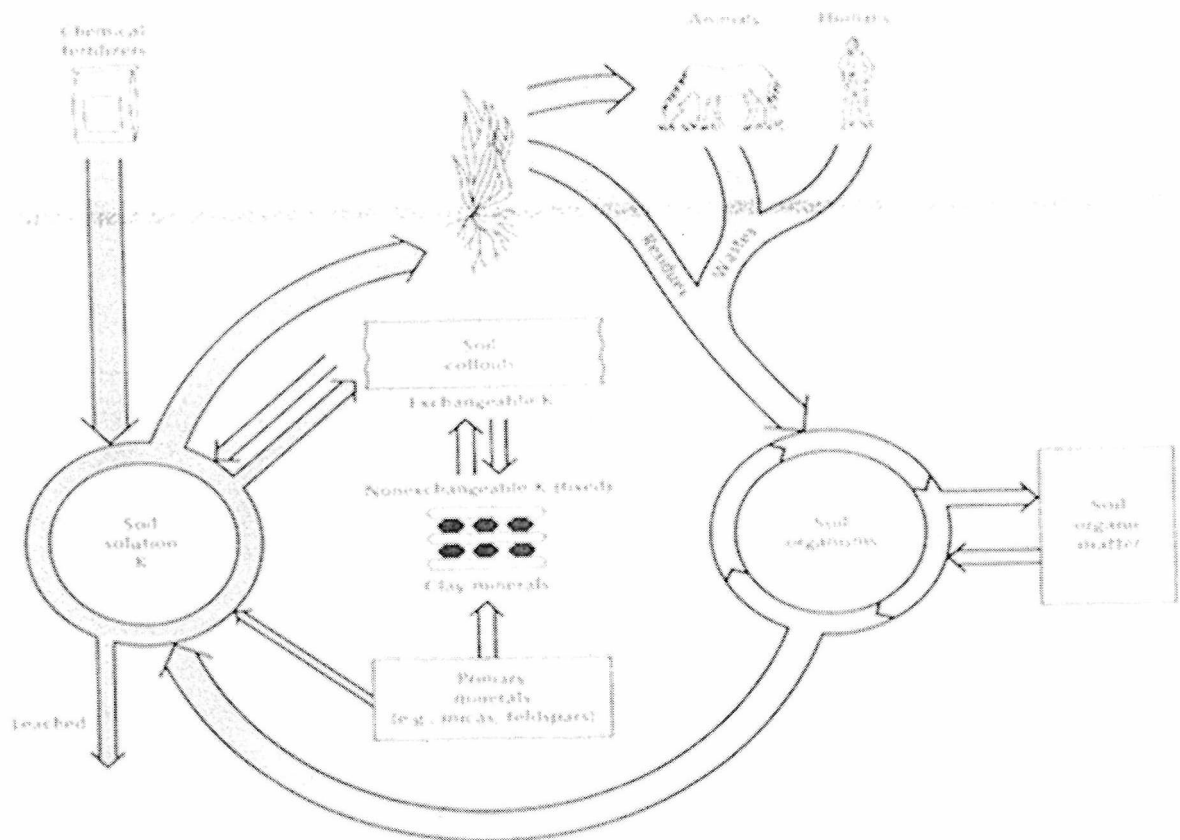 Chemical
fertilizers
Animals
Humans
Residues
Wastes
Soil
colloids
Exchangeable K
Nonexchangeable K (fixed)
Clay minerals
Soil
solution
K
Soil
organisms
Soil
organic
matter
Primary
minerals
(e.g., micas, feldspars)
Leached